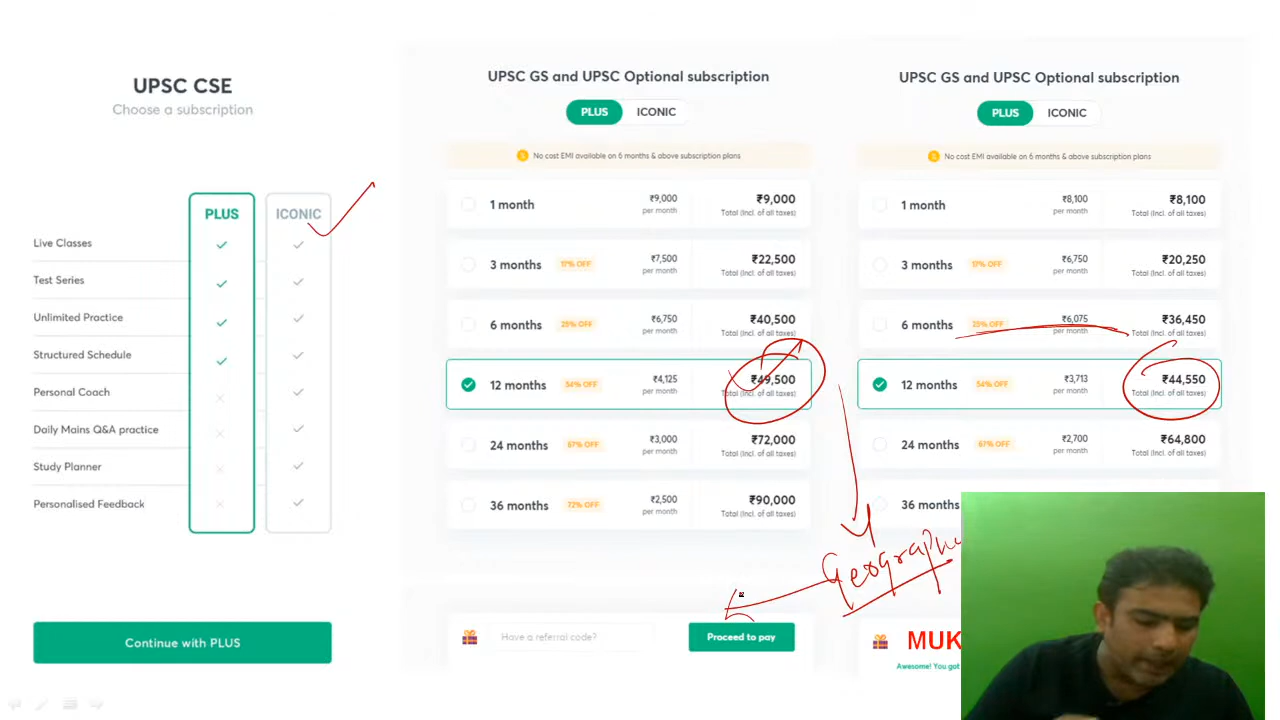 UPSC CSE
Choose a subscription
PLUS
ICONIC
Live Classes
Test Series
Unlimited Practice
Structured Schedule
Personal Coach
Daily Mains Q&A practice
Study Planner
Personalised Feedback
Continue with PLUS
UPSC GS and UPSC Optional subscription
PLUS ICONIC
No cost EMI available on 6 months & above subscription plans
1 month ₹9,000 ₹9,000
per month Total (Incl. of all taxes)
3 months 17% OFF ₹7,500 ₹22,500
per month Total (Incl. of all taxes)
6 months 25% OFF ₹6,750 ₹40,500
per month Total (Incl. of all taxes)
12 months 54% OFF ₹4,125 ₹49,500
per month Total (Incl. of all taxes)
24 months 67% OFF ₹3,000 ₹72,000
per month Total (Incl. of all taxes)
36 months 72% OFF ₹2,500 ₹90,000
per month Total (Incl. of all taxes)
Have a referral code?
Proceed to pay
UPSC GS and UPSC Optional subscription
PLUS ICONIC
No cost EMI available on 6 months & above subscription plans
1 month ₹8,100 ₹8,100
per month Total (Incl. of all taxes)
3 months 17% OFF ₹6,750 ₹20,250
per month Total (Incl. of all taxes)
6 months 25% OFF ₹6,075 ₹36,450
per month Total (Incl. of all taxes)
12 months 54% OFF ₹3,713 ₹44,550
per month Total (Incl. of all taxes)
24 months 67% OFF ₹2,700 ₹64,800
per month Total (Incl. of all taxes)
36 months
MUK
Awesome! You got